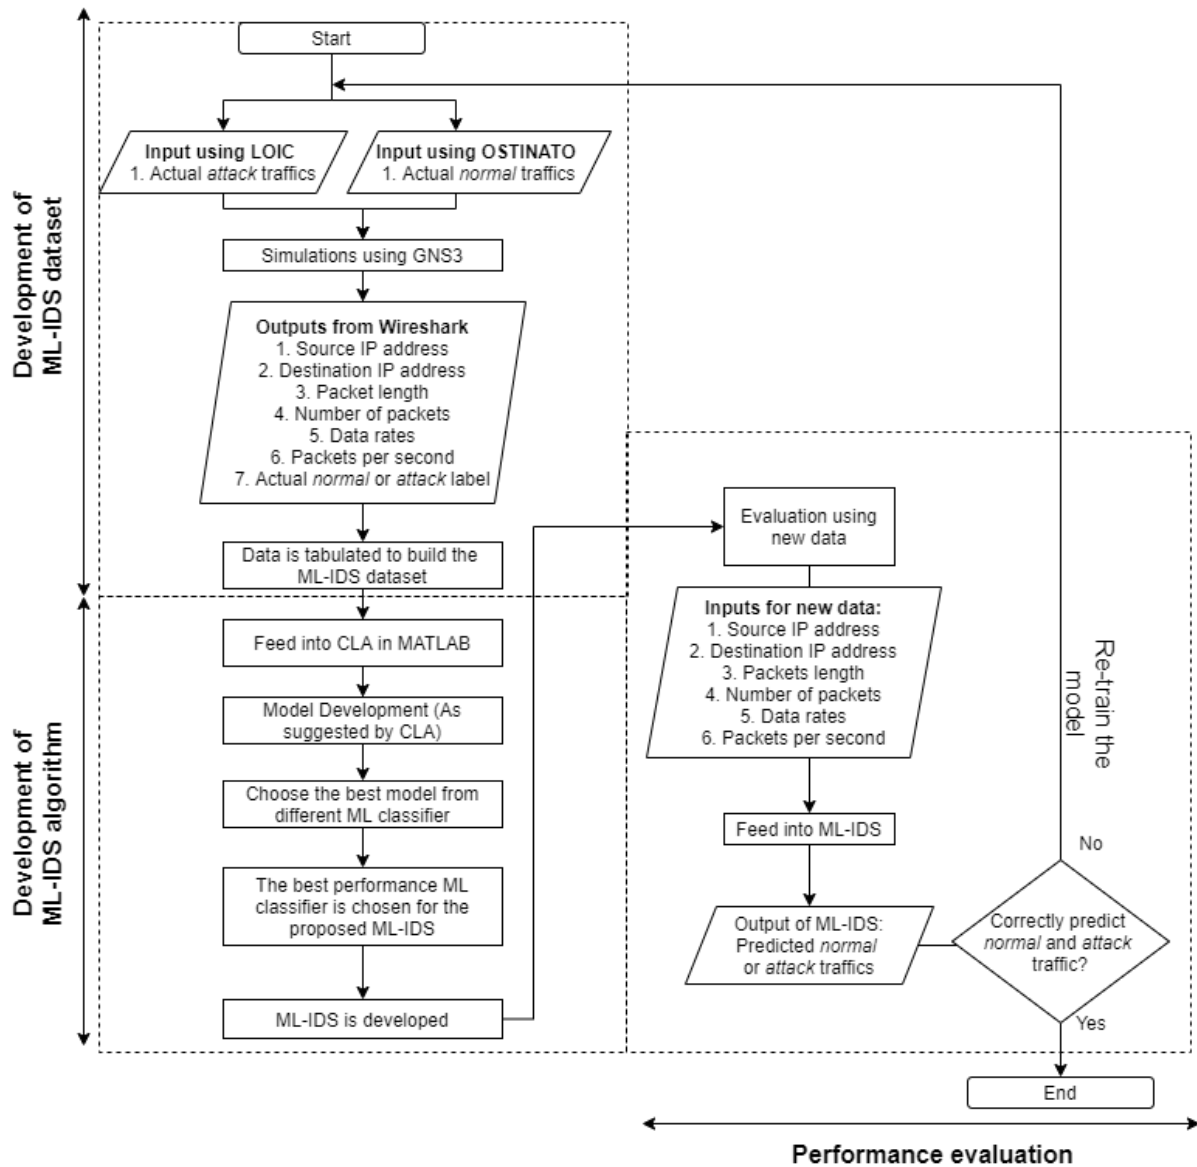 Start
Input using LOIC
1. Actual attack traffics
Input using OSTINATO
1. Actual normal traffics
Simulations using GNS3
Outputs from Wireshark
1. Source IP address
2. Destination IP address
3. Packet length
4. Number of packets
5. Data rates
6. Packets per second
7. Actual normal or attack label
Data is tabulated to build the
ML-IDS dataset
Development of
ML-IDS dataset
Feed into CLA in MATLAB
Model Development (As
suggested by CLA)
Choose the best model from
different ML classifier
The best performance ML
classifier is chosen for the
proposed ML-IDS
ML-IDS is developed
Development of
ML-IDS algorithm
Evaluation using
new data
Inputs for new data:
1. Source IP address
2. Destination IP address
3. Packets length
4. Number of packets
5. Data rates
6. Packets per second
Feed into ML-IDS
Output of ML-IDS:
Predicted normal
or attack traffics
Correctly predict
normal and attack
traffic?
No
Re-train the
model
Yes
End
Performance evaluation